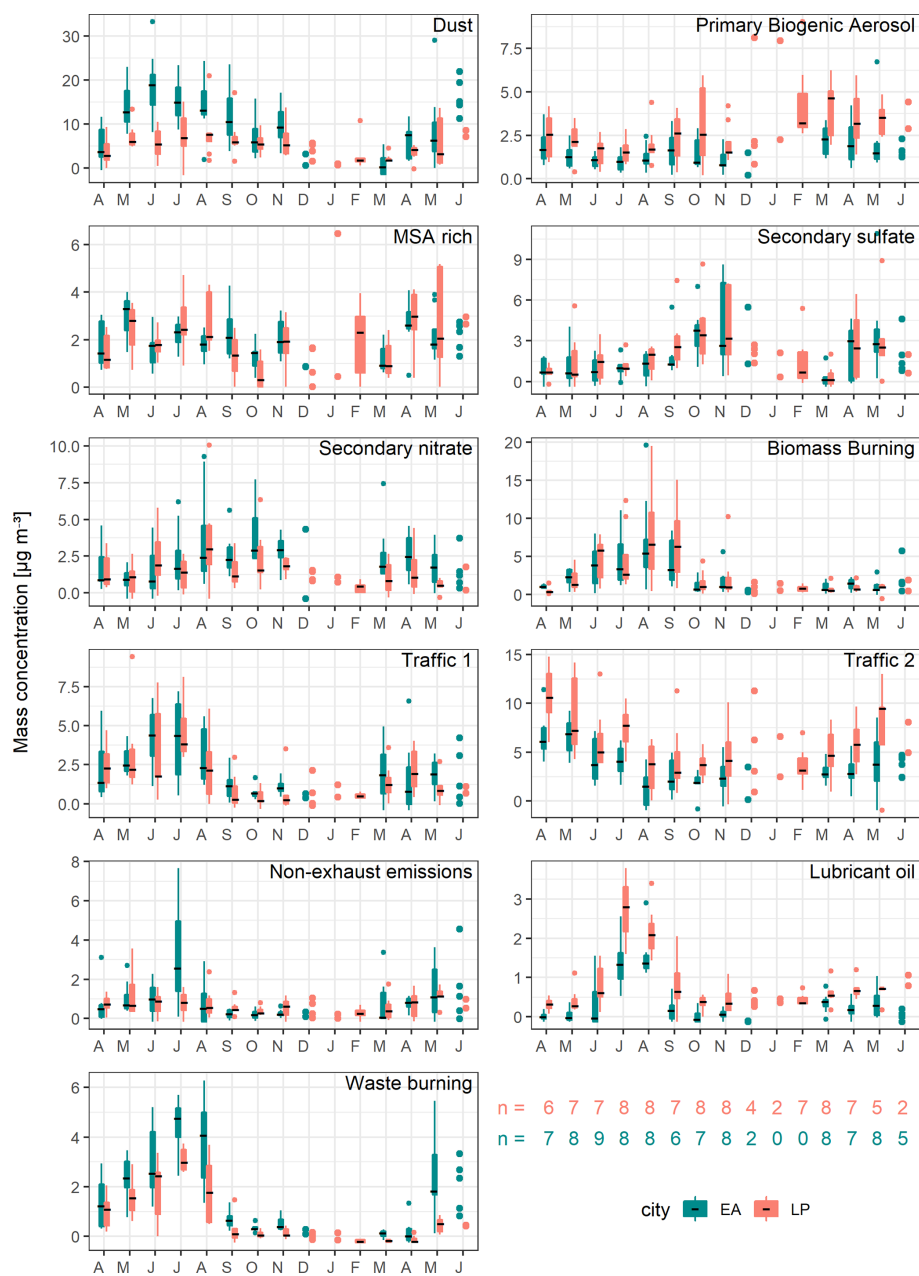 Dust
Primary Biogenic Aerosol
30
20
10
0
7.5
5.0
2.5
0.0
A M J J A S O N D J F M A M J
A M J J A S O N D J F M A M J
MSA rich
Secondary sulfate
6
4
2
0
9
6
3
0
A M J J A S O N D J F M A M J
A M J J A S O N D J F M A M J
Secondary nitrate
Biomass Burning
10.0
7.5
5.0
2.5
0.0
20
15
10
5
0
A M J J A S O N D J F M A M J
A M J J A S O N D J F M A M J
Mass concentration [µg m⁻³]
Traffic 1
Traffic 2
7.5
5.0
2.5
0.0
15
10
5
0
A M J J A S O N D J F M A M J
A M J J A S O N D J F M A M J
Non-exhaust emissions
Lubricant oil
8
6
4
2
0
3
2
1
0
A M J J A S O N D J F M A M J
A M J J A S O N D J F M A M J
Waste burning
6
4
2
0
A M J J A S O N D J F M A M J
n = 6 7 7 8 8 7 8 8 4 2 7 8 7 5 2
n = 7 8 9 8 8 6 7 8 2 0 0 8 7 8 5
city EA LP